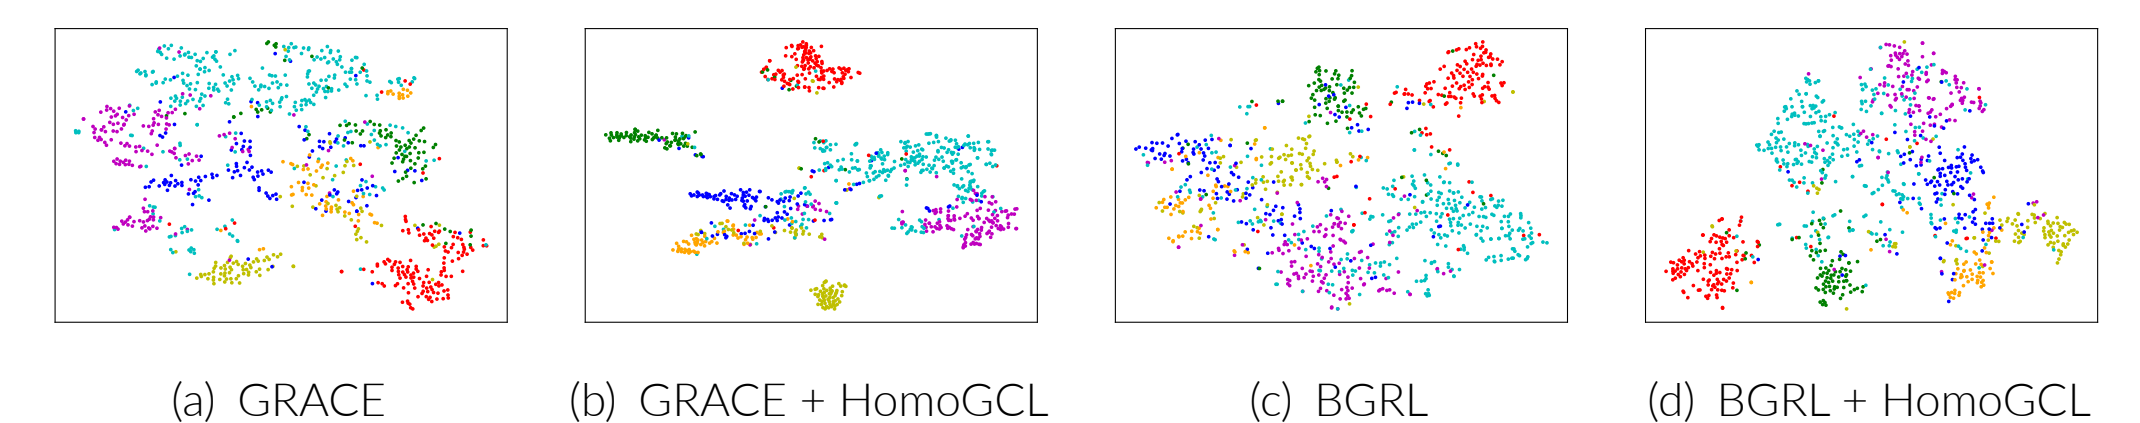 (a) GRACE
(b) GRACE + HomoGCL
(c) BGRL
(d) BGRL + HomoGCL